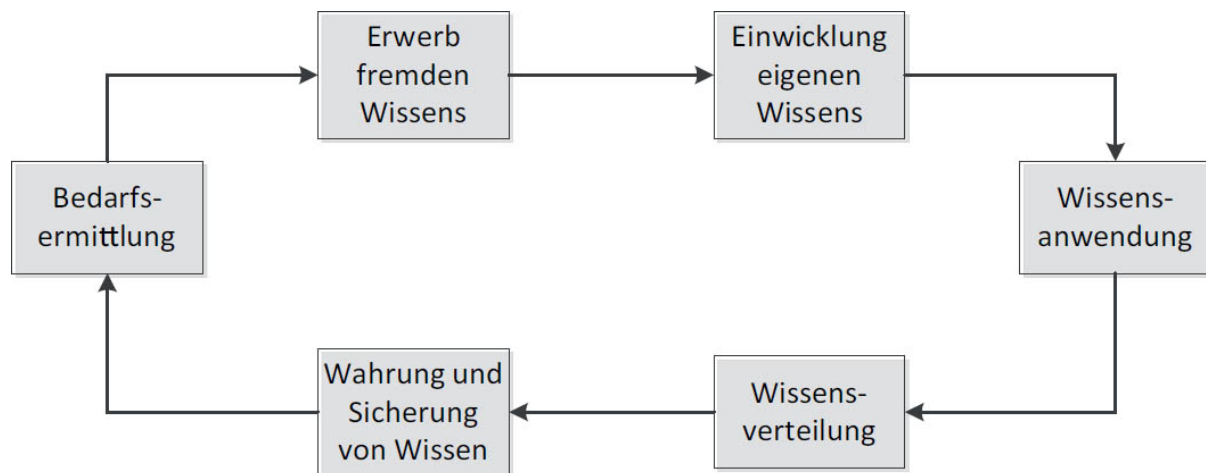 Erwerb
fremden
Wissens
Einwicklung
eigenen
Wissens
Wissens-
anwendung
Wissens-
verteilung
Wahrung und
Sicherung
von Wissen
Bedarfs-
ermittlung